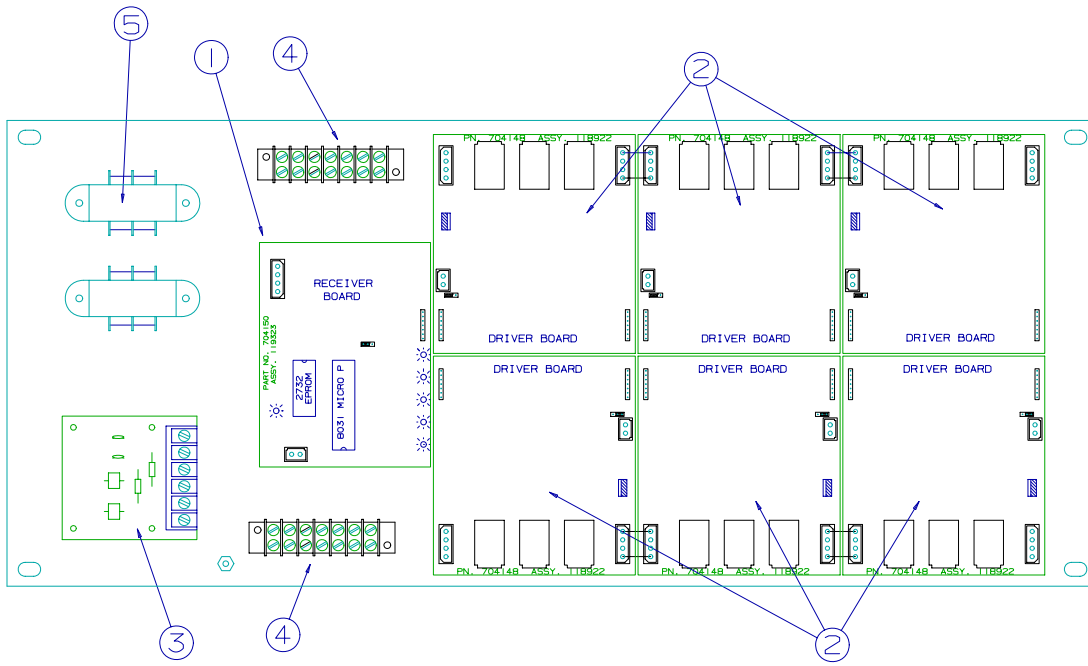 5
1
4
2
PN. 704148 ASSY. 118922
PN. 704148 ASSY. 118922
PN. 704148 ASSY. 118922
RECEIVER
BOARD
PART NO. 704150
ASSY. 119323
2732
EPROM
8031 MICRO P
DRIVER BOARD
DRIVER BOARD
DRIVER BOARD
DRIVER BOARD
DRIVER BOARD
DRIVER BOARD
PN. 704148 ASSY. 118922
PN. 704148 ASSY. 118922
PN. 704148 ASSY. 118922
3
4
2